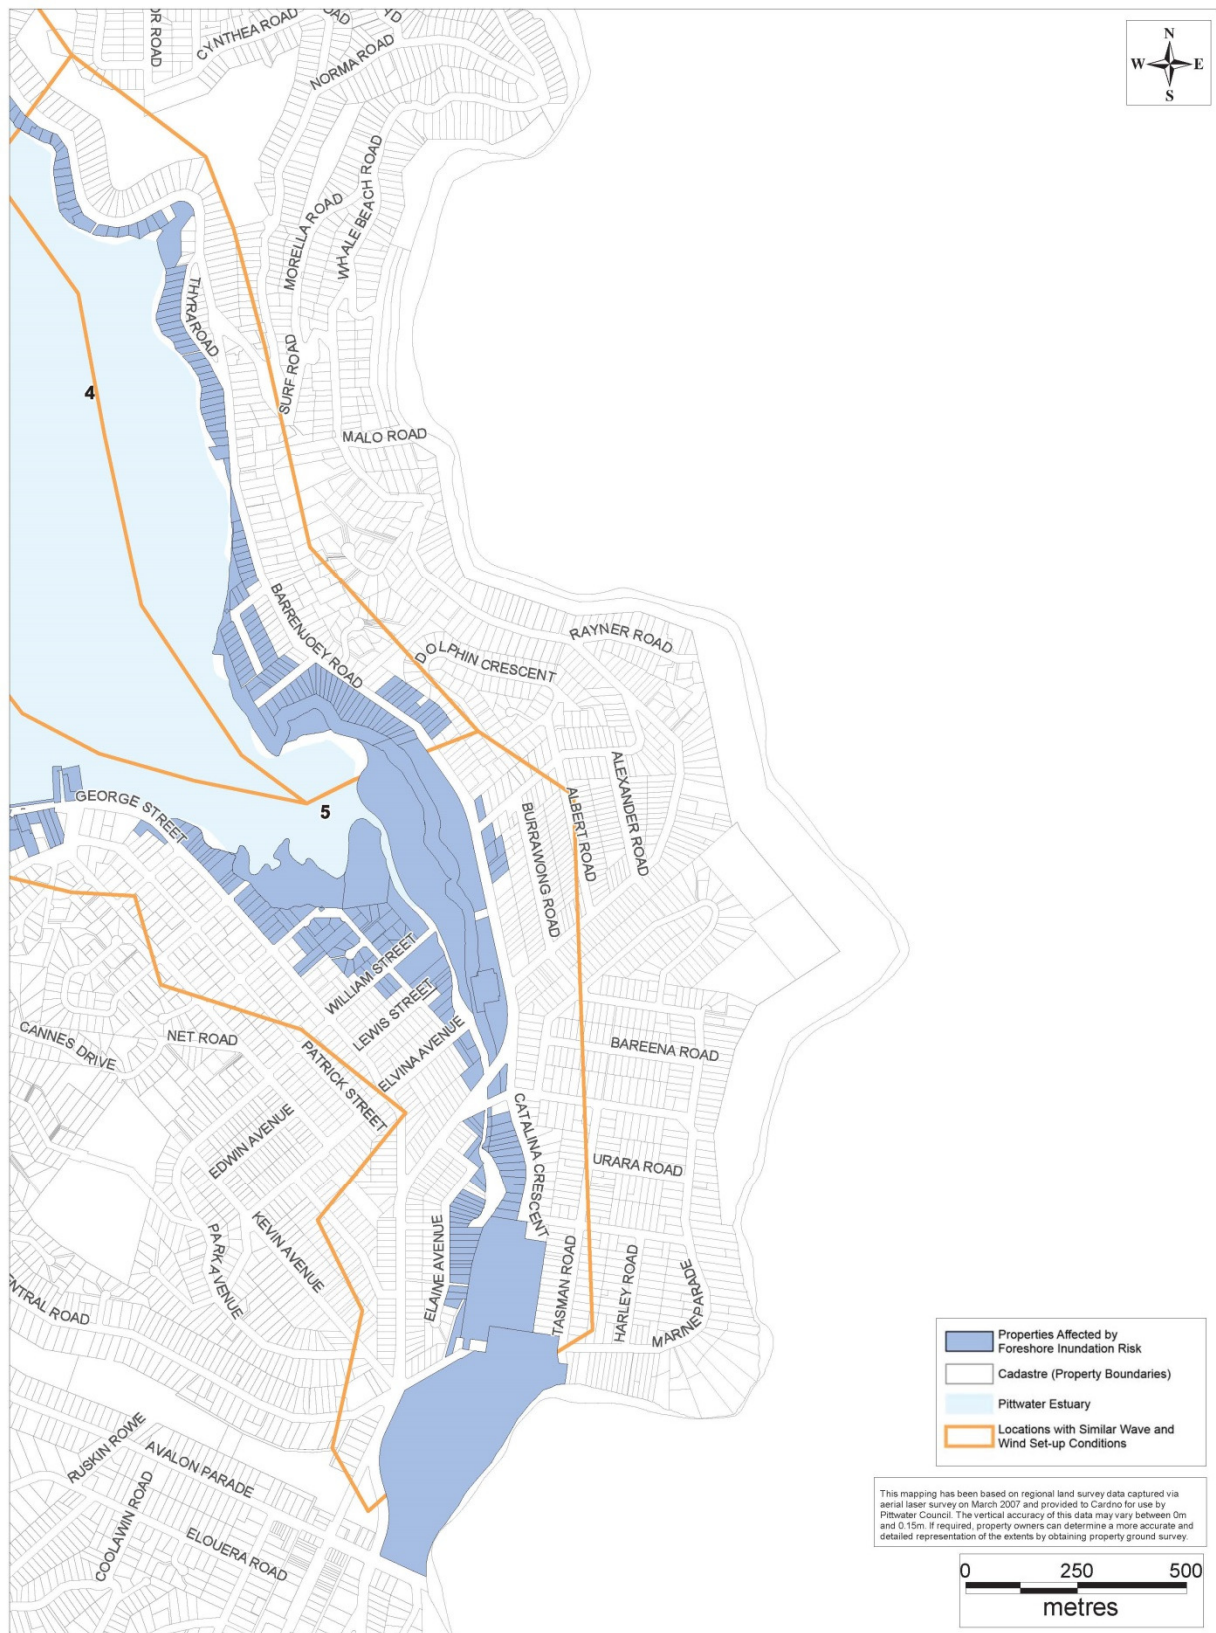 OR ROAD
CYNTHEA ROAD
OAD
YD
NORMA ROAD
N
W E
S
WHALE BEACH ROAD
MORELLA ROAD
THYRA ROAD
SURF ROAD
4
MALO ROAD
BARRENJOEY ROAD
RAYNER ROAD
DOLPHIN CRESCENT
GEORGE STREET
5
ALEXANDER ROAD
ALBERT ROAD
BURRAWONG ROAD
WILLIAM STREET
LEWIS STREET
CANNES DRIVE
NET ROAD
ELVINA AVENUE
PATRICK STREET
BAREENA ROAD
EDWIN AVENUE
CATALINA CRESCENT
URARA ROAD
KEVIN AVENUE
PARK AVENUE
ELAINE AVENUE
TASMAN ROAD
HARLEY ROAD
MARINE PARADE
ENTRAL ROAD
RUSKIN ROWE
AVALON PARADE
COOLAWIN ROAD
ELOUERA ROAD
Properties Affected by
Foreshore Inundation Risk
Cadastre (Property Boundaries)
Pittwater Estuary
Locations with Similar Wave and
Wind Set-up Conditions
This mapping has been based on regional land survey data captured via
aerial laser survey on March 2007 and provided to Cardno for use by
Pittwater Council. The vertical accuracy of this data may vary between 0m
and 0.15m. If required, property owners can determine a more accurate and
detailed representation of the extents by obtaining property ground survey.
0 250 500
metres